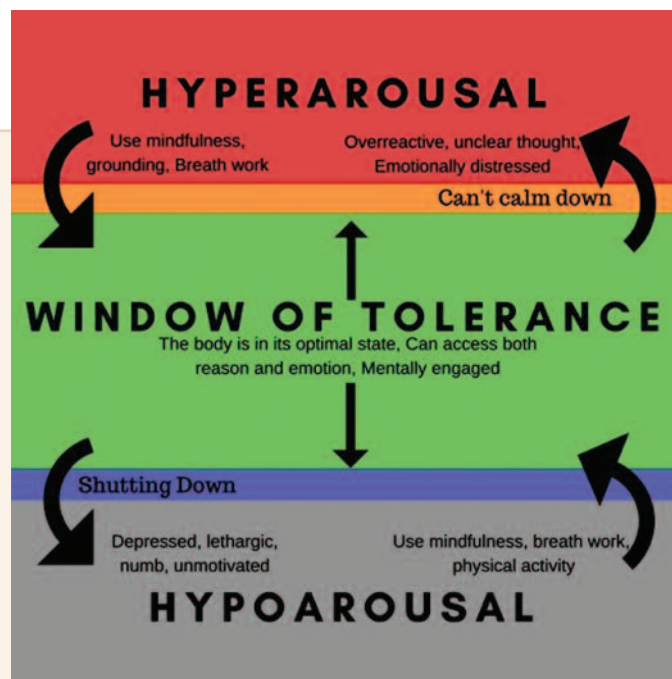 HYPERAROUSAL
Use mindfulness,
grounding, Breath work
Overreactive, unclear thought,
Emotionally distressed
Can't calm down
WINDOW OF TOLERANCE
The body is in its optimal state, Can access both
reason and emotion, Mentally engaged
Shutting Down
Depressed, lethargic,
numb, unmotivated
Use mindfulness, breath work,
physical activity
HYPOAROUSAL